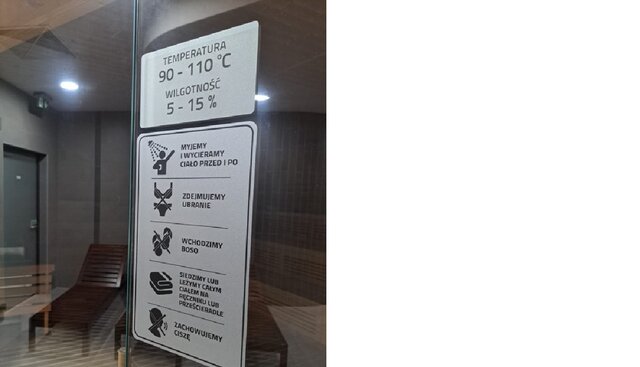 TEMPERATURA
90 - 110 °C
WILGOTNOŚĆ
5 - 15 %
MYJEMY
I WYCIERAMY
CIAŁO PRZED I PO
ZDEJMUJEMY
UBRANIE
WCHODZIMY
BOSO
SIEDZIMY LUB
LEŻYMY CAŁYM
CIAŁEM NA
RĘCZNIKU LUB
PRZEŚCIERADLE
ZACHOWUJEMY
CISZĘ